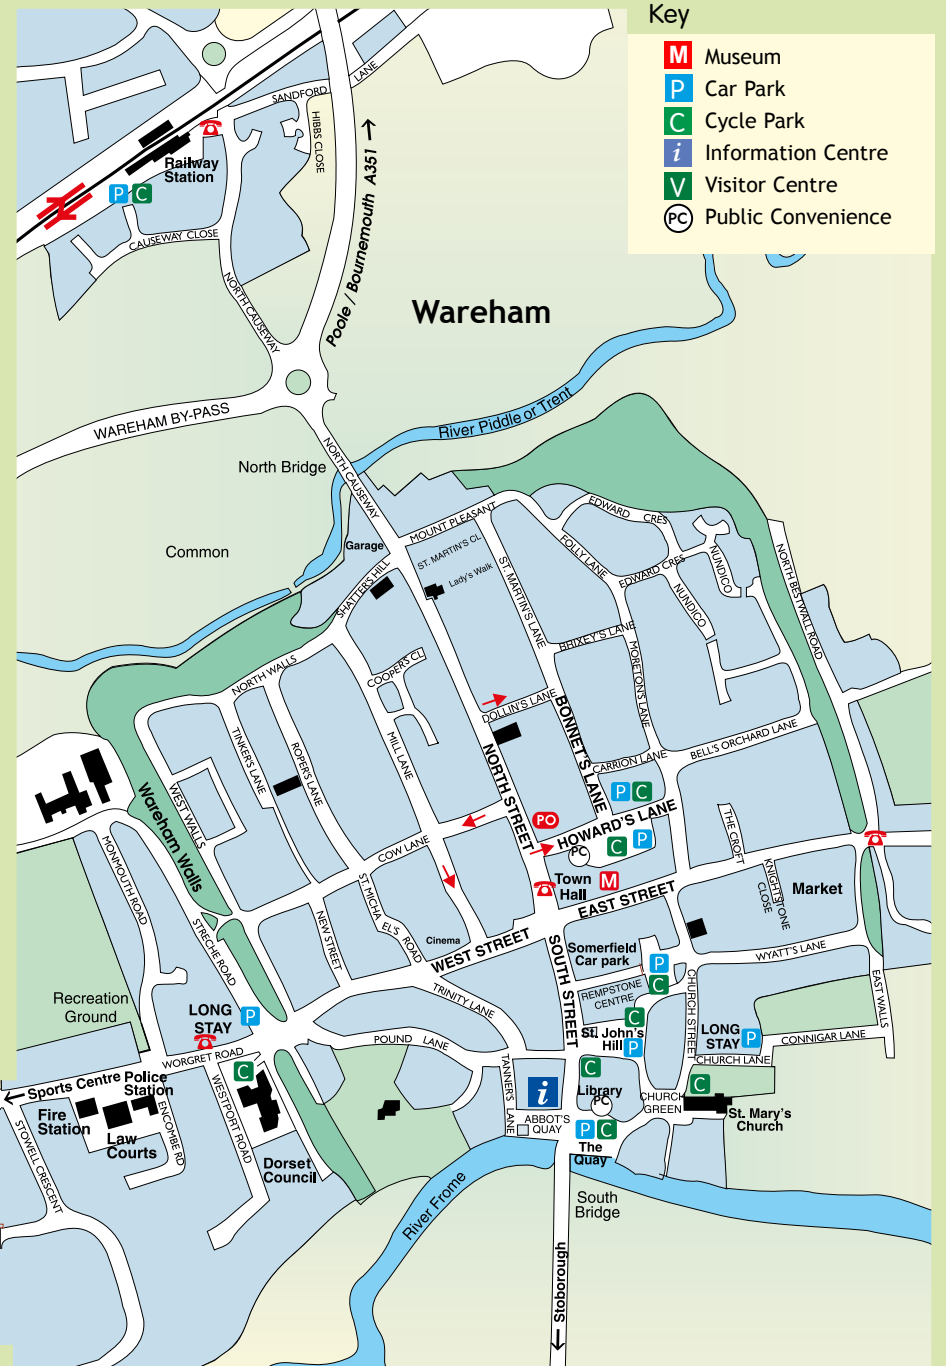 Key
M Museum
P Car Park
C Cycle Park
i Information Centre
V Visitor Centre
PC Public Convenience
Wareham
SANDFORD LANE
HIBBS CLOSE
Railway
Station
P C
CAUSEWAY CLOSE
NORTH CAUSEWAY
Poole / Bournemouth A351
WAREHAM BY-PASS
River Piddle or Trent
North Bridge
NORTH CAUSEWAY
Common
Garage
MOUNT PLEASANT
ST. MARTIN'S CL
Lady's Walk
SHATTERS HILL
ST. MARTIN'S LANE
EDWARD CRES
FOLLY LANE
EDWARD CRES
NUNDICO
NUNDICO
NORTH BESTWALL ROAD
BRIXEY'S LANE
MORETON'S LANE
NORTH WALLS
COOPER'S CL
DOLLIN'S LANE
BONNET'S LANE
TINKER'S LANE
ROPER'S LANE
MILL LANE
NORTH STREET
CARRION LANE
BELL'S ORCHARD LANE
P C
Wareham Walls
WEST WALLS
PO
HOWARD'S LANE
PC
C P
THE CROFT
COW LANE
MONMOUTH ROAD
ST. MICHAEL'S ROAD
Town
Hall
M
EAST STREET
KNIGHTSTONE
CLOSE
Market
STRECHE ROAD
NEW STREET
Cinema
WEST STREET
SOUTH STREET
Somerfield
Car park
P
C
WYATT'S LANE
REMPSTONE
CENTRE
CHURCH STREET
EAST WALLS
Recreation
Ground
TRINITY LANE
LONG
STAY
P
C
St. John's
Hill
P
LONG
STAY
P
CONNIGAR LANE
POUND LANE
WORGRET ROAD
CHURCH LANE
Sports Centre
Police
Station
C
WESTPORT ROAD
TANNER'S LANE
i
C
Library
PC
CHURCH
GREEN
C
St. Mary's
Church
Fire
Station
Law
Courts
ENCOMBE RD
ABBOT'S
QUAY
P C
The
Quay
STOWELL CRESCENT
Dorset
Council
River Frome
South
Bridge
Stoborough